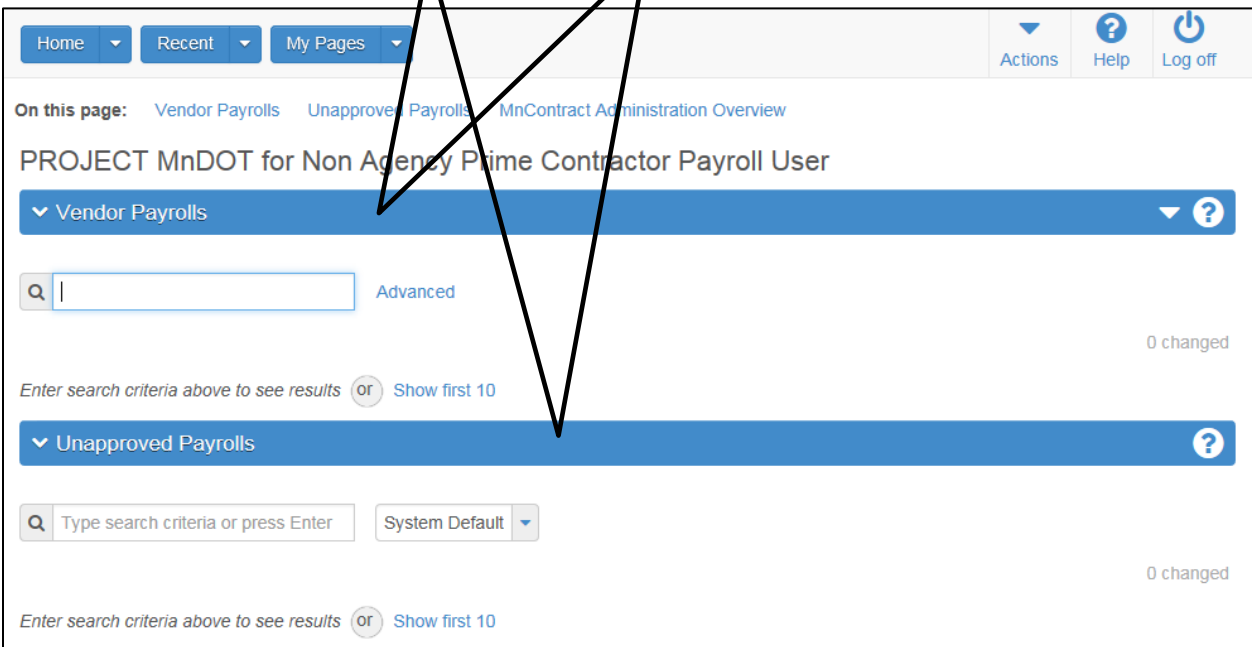 Home Recent My Pages Actions ? Help Log off
On this page: Vendor Payrolls Unapproved Payrolls MnContract Administration Overview
PROJECT MnDOT for Non Agency Prime Contractor Payroll User
Vendor Payrolls ?
Advanced
0 changed
Enter search criteria above to see results or Show first 10
Unapproved Payrolls ?
Type search criteria or press Enter System Default
0 changed
Enter search criteria above to see results or Show first 10